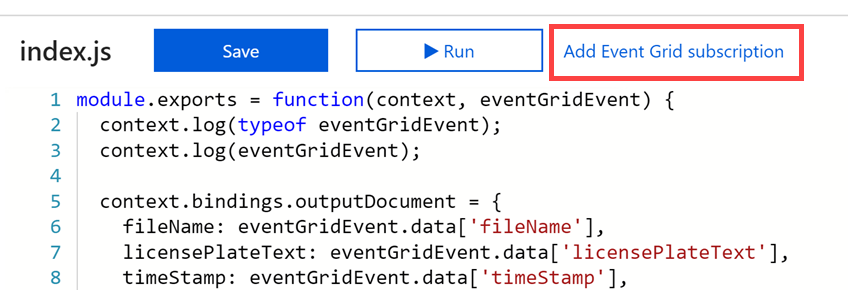 index.js Save Run Add Event Grid subscription
1 module.exports = function(context, eventGridEvent) {
2 context.log(typeof eventGridEvent);
3 context.log(eventGridEvent);
4
5 context.bindings.outputDocument = {
6 fileName: eventGridEvent.data['fileName'],
7 licensePlateText: eventGridEvent.data['licensePlateText'],
8 timeStamp: eventGridEvent.data['timeStamp'],